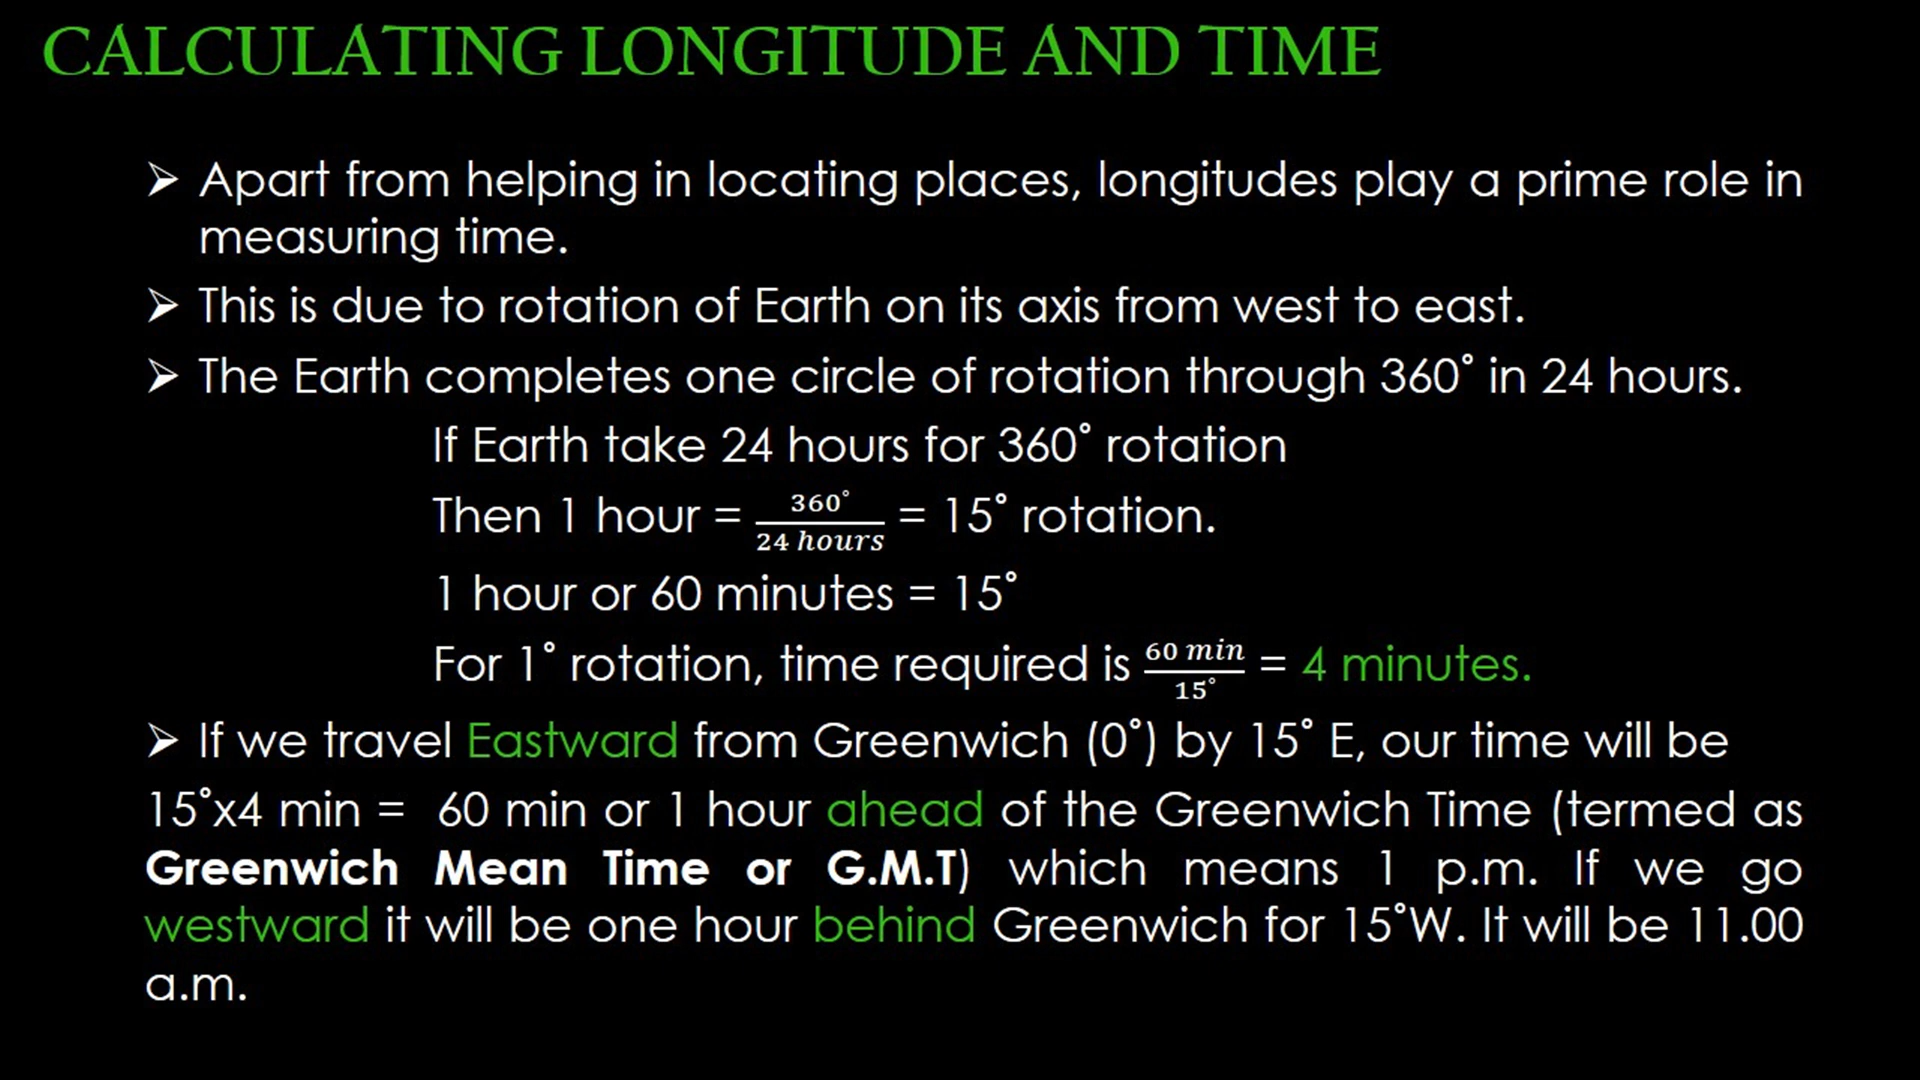 CALCULATING LONGITUDE AND TIME
➢ Apart from helping in locating places, longitudes play a prime role in
measuring time.
➢ This is due to rotation of Earth on its axis from west to east.
➢ The Earth completes one circle of rotation through 360˚ in 24 hours.
If Earth take 24 hours for 360˚ rotation
Then 1 hour = 360˚/24 hours = 15˚ rotation.
1 hour or 60 minutes = 15˚
For 1˚ rotation, time required is 60 min/15˚ = 4 minutes.
➢ If we travel Eastward from Greenwich (0˚) by 15˚ E, our time will be
15˚x4 min = 60 min or 1 hour ahead of the Greenwich Time (termed as
Greenwich Mean Time or G.M.T) which means 1 p.m. If we go
westward it will be one hour behind Greenwich for 15˚W. It will be 11.00
a.m.